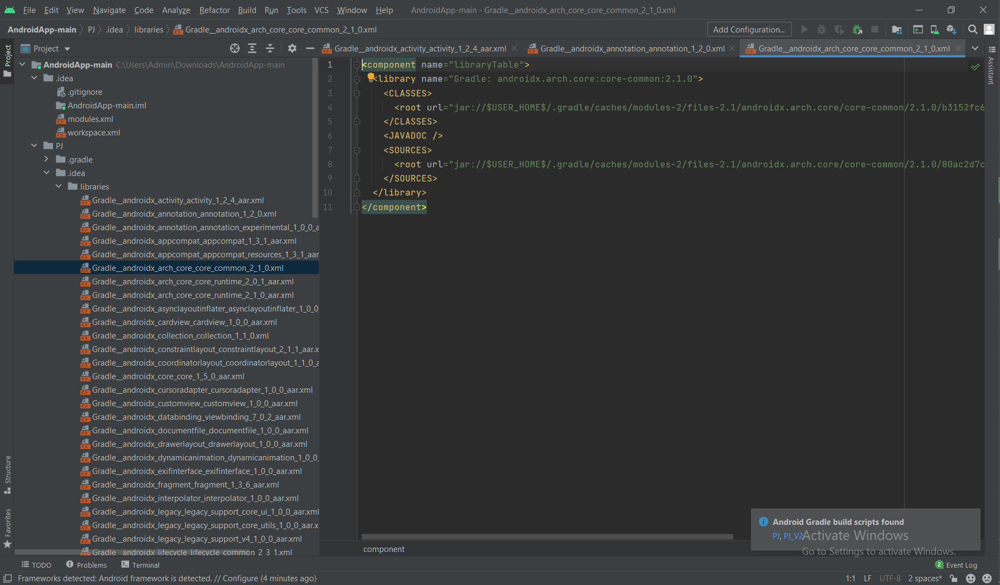 File Edit View Navigate Code Analyze Refactor Build Run Tools VCS Window Help AndroidApp-main - Gradle__androidx_arch_core_core_common_2_1_0.xml
AndroidApp-main PJ .idea libraries Gradle__androidx_arch_core_core_common_2_1_0.xml Add Configuration...
Project Gradle__androidx_activity_activity_1_2_4_aar.xml Gradle__androidx_annotation_annotation_1_2_0.xml Gradle__androidx_arch_core_core_common_2_1_0.xml
Project
Structure
Favorites
Assistant
AndroidApp-main C:\Users\Admin\Downloads\AndroidApp-main
.idea
.gitignore
AndroidApp-main.iml
modules.xml
workspace.xml
PJ
.gradle
.idea
libraries
Gradle__androidx_activity_activity_1_2_4_aar.xml
Gradle__androidx_annotation_annotation_1_2_0.xml
Gradle__androidx_annotation_annotation_experimental_1_0_0_a
Gradle__androidx_appcompat_appcompat_1_3_1_aar.xml
Gradle__androidx_appcompat_appcompat_resources_1_3_1_aar
Gradle__androidx_arch_core_core_common_2_1_0.xml
Gradle__androidx_arch_core_core_runtime_2_0_1_aar.xml
Gradle__androidx_arch_core_core_runtime_2_1_0_aar.xml
Gradle__androidx_asynclayoutinflater_asynclayoutinflater_1_0_0_
Gradle__androidx_cardview_cardview_1_0_0_aar.xml
Gradle__androidx_collection_collection_1_1_0.xml
Gradle__androidx_constraintlayout_constraintlayout_2_1_1_aar.x
Gradle__androidx_coordinatorlayout_coordinatorlayout_1_1_0_a
Gradle__androidx_core_core_1_5_0_aar.xml
Gradle__androidx_cursoradapter_cursoradapter_1_0_0_aar.xml
Gradle__androidx_customview_customview_1_0_0_aar.xml
Gradle__androidx_databinding_viewbinding_7_0_2_aar.xml
Gradle__androidx_documentfile_documentfile_1_0_0_aar.xml
Gradle__androidx_drawerlayout_drawerlayout_1_0_0_aar.xml
Gradle__androidx_dynamicanimation_dynamicanimation_1_0_0_
Gradle__androidx_exifinterface_exifinterface_1_0_0_aar.xml
Gradle__androidx_fragment_fragment_1_3_6_aar.xml
Gradle__androidx_interpolator_interpolator_1_0_0_aar.xml
Gradle__androidx_legacy_legacy_support_core_ui_1_0_0_aar.xml
Gradle__androidx_legacy_legacy_support_core_utils_1_0_0_aar.x
Gradle__androidx_legacy_legacy_support_v4_1_0_0_aar.xml
Gradle__androidx_lifecycle_lifecycle_common_2_3_1.xml
1 <component name="libraryTable">
2 <library name="Gradle: androidx.arch.core:core-common:2.1.0">
3 <CLASSES>
4 <root url="jar://$USER_HOME$/.gradle/caches/modules-2/files-2.1/androidx.arch.core/core-common/2.1.0/b3152fc6
5 </CLASSES>
6 <JAVADOC />
7 <SOURCES>
8 <root url="jar://$USER_HOME$/.gradle/caches/modules-2/files-2.1/androidx.arch.core/core-common/2.1.0/80ac2d7c
9 </SOURCES>
10 </library>
11 </component>
Android Gradle build scripts found
PJ, PJ_V2
Activate Windows
Go to Settings to activate Windows.
component
TODO Problems Terminal 2 Event Log
Frameworks detected: Android framework is detected. // Configure (4 minutes ago) 1:1 LF UTF-8 2 spaces*